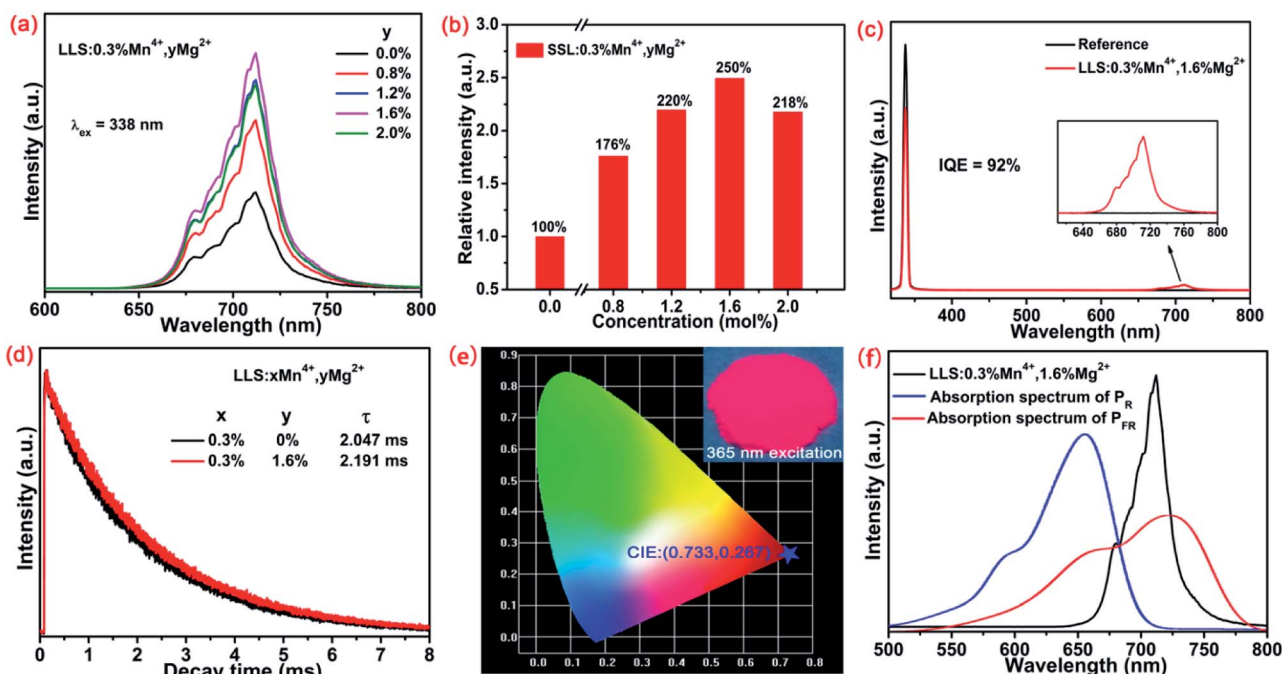 (a)
LLS:0.3%Mn⁴⁺,yMg²⁺
y
0.0%
0.8%
1.2%
1.6%
2.0%
λex = 338 nm
Intensity (a.u.)
600 650 700 750 800
Wavelength (nm)
(b)
3.0
2.5
2.0
1.5
1.0
0.5
SSL:0.3%Mn⁴⁺,yMg²⁺
100%
176%
220%
250%
218%
Relative intensity (a.u.)
0.0 0.8 1.2 1.6 2.0
Concentration (mol%)
(c)
Reference
LLS:0.3%Mn⁴⁺,1.6%Mg²⁺
IQE = 92%
640 680 720 760 800
Intensity (a.u.)
400 500 600 700 800
Wavelength (nm)
(d)
LLS:xMn⁴⁺,yMg²⁺
x y τ
0.3% 0% 2.047 ms
0.3% 1.6% 2.191 ms
Intensity (a.u.)
0 1 2 3 4 5 6 7 8
Decay time (ms)
(e)
0.9
0.8
0.7
0.6
0.5
0.4
0.3
0.2
0.1
0.0
365 nm excitation
CIE:(0.733,0.267)
0.0 0.1 0.2 0.3 0.4 0.5 0.6 0.7 0.8
(f)
LLS:0.3%Mn⁴⁺,1.6%Mg²⁺
Absorption spectrum of PR
Absorption spectrum of PFR
Intensity (a.u.)
500 550 600 650 700 750 800
Wavelength (nm)